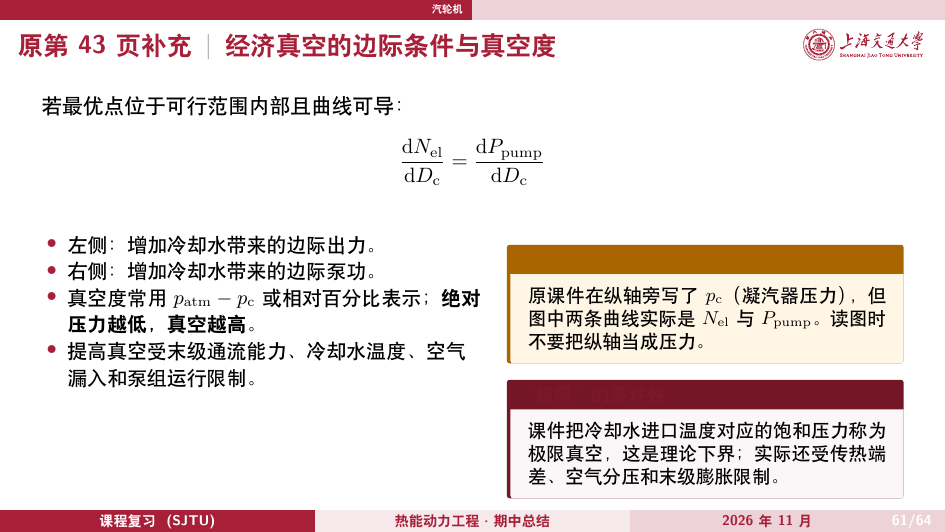 汽轮机
原第 43 页补充 | 经济真空的边际条件与真空度
上海交通大学
SHANGHAI JIAO TONG UNIVERSITY
若最优点位于可行范围内部且曲线可导：
dN_el/dD_c = dP_pump/dD_c
• 左侧：增加冷却水带来的边际出力。
• 右侧：增加冷却水带来的边际泵功。
• 真空度常用 p_atm − p_c 或相对百分比表示；绝对
压力越低，真空越高。
• 提高真空受末级通流能力、冷却水温度、空气
漏入和泵组运行限制。
原课件在纵轴旁写了 p_c（凝汽器压力），但
图中两条曲线实际是 N_el 与 P_pump。读图时
不要把纵轴当成压力。
课件把冷却水进口温度对应的饱和压力称为
极限真空，这是理论下界；实际还受传热端
差、空气分压和末级膨胀限制。
课程复习 (SJTU)
热能动力工程 · 期中总结
2026 年 11 月
61/64